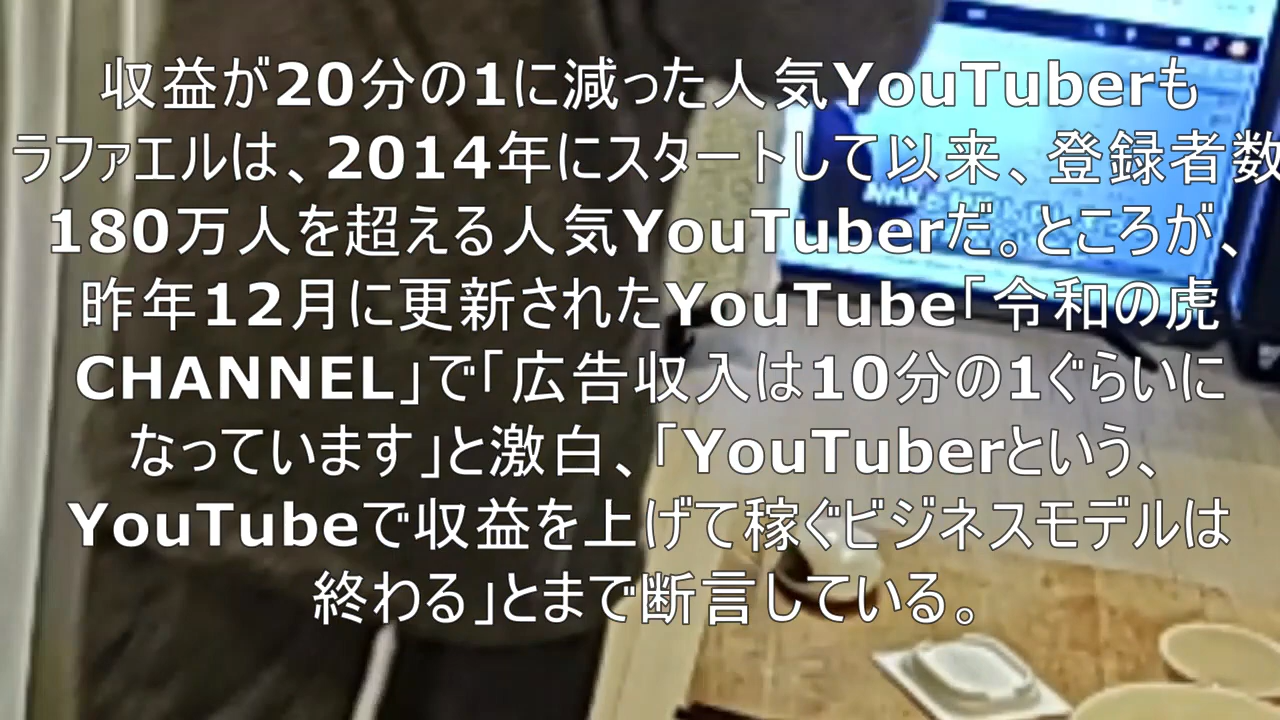 収益が20分の1に減った人気YouTuberも
ラファエルは、2014年にスタートして以来、登録者数
180万人を超える人気YouTuberだ。ところが、
昨年12月に更新されたYouTube「令和の虎
CHANNEL」で「広告収入は10分の1ぐらいに
なっています」と激白、「YouTuberという、
YouTubeで収益を上げて稼ぐビジネスモデルは
終わる」とまで断言している。